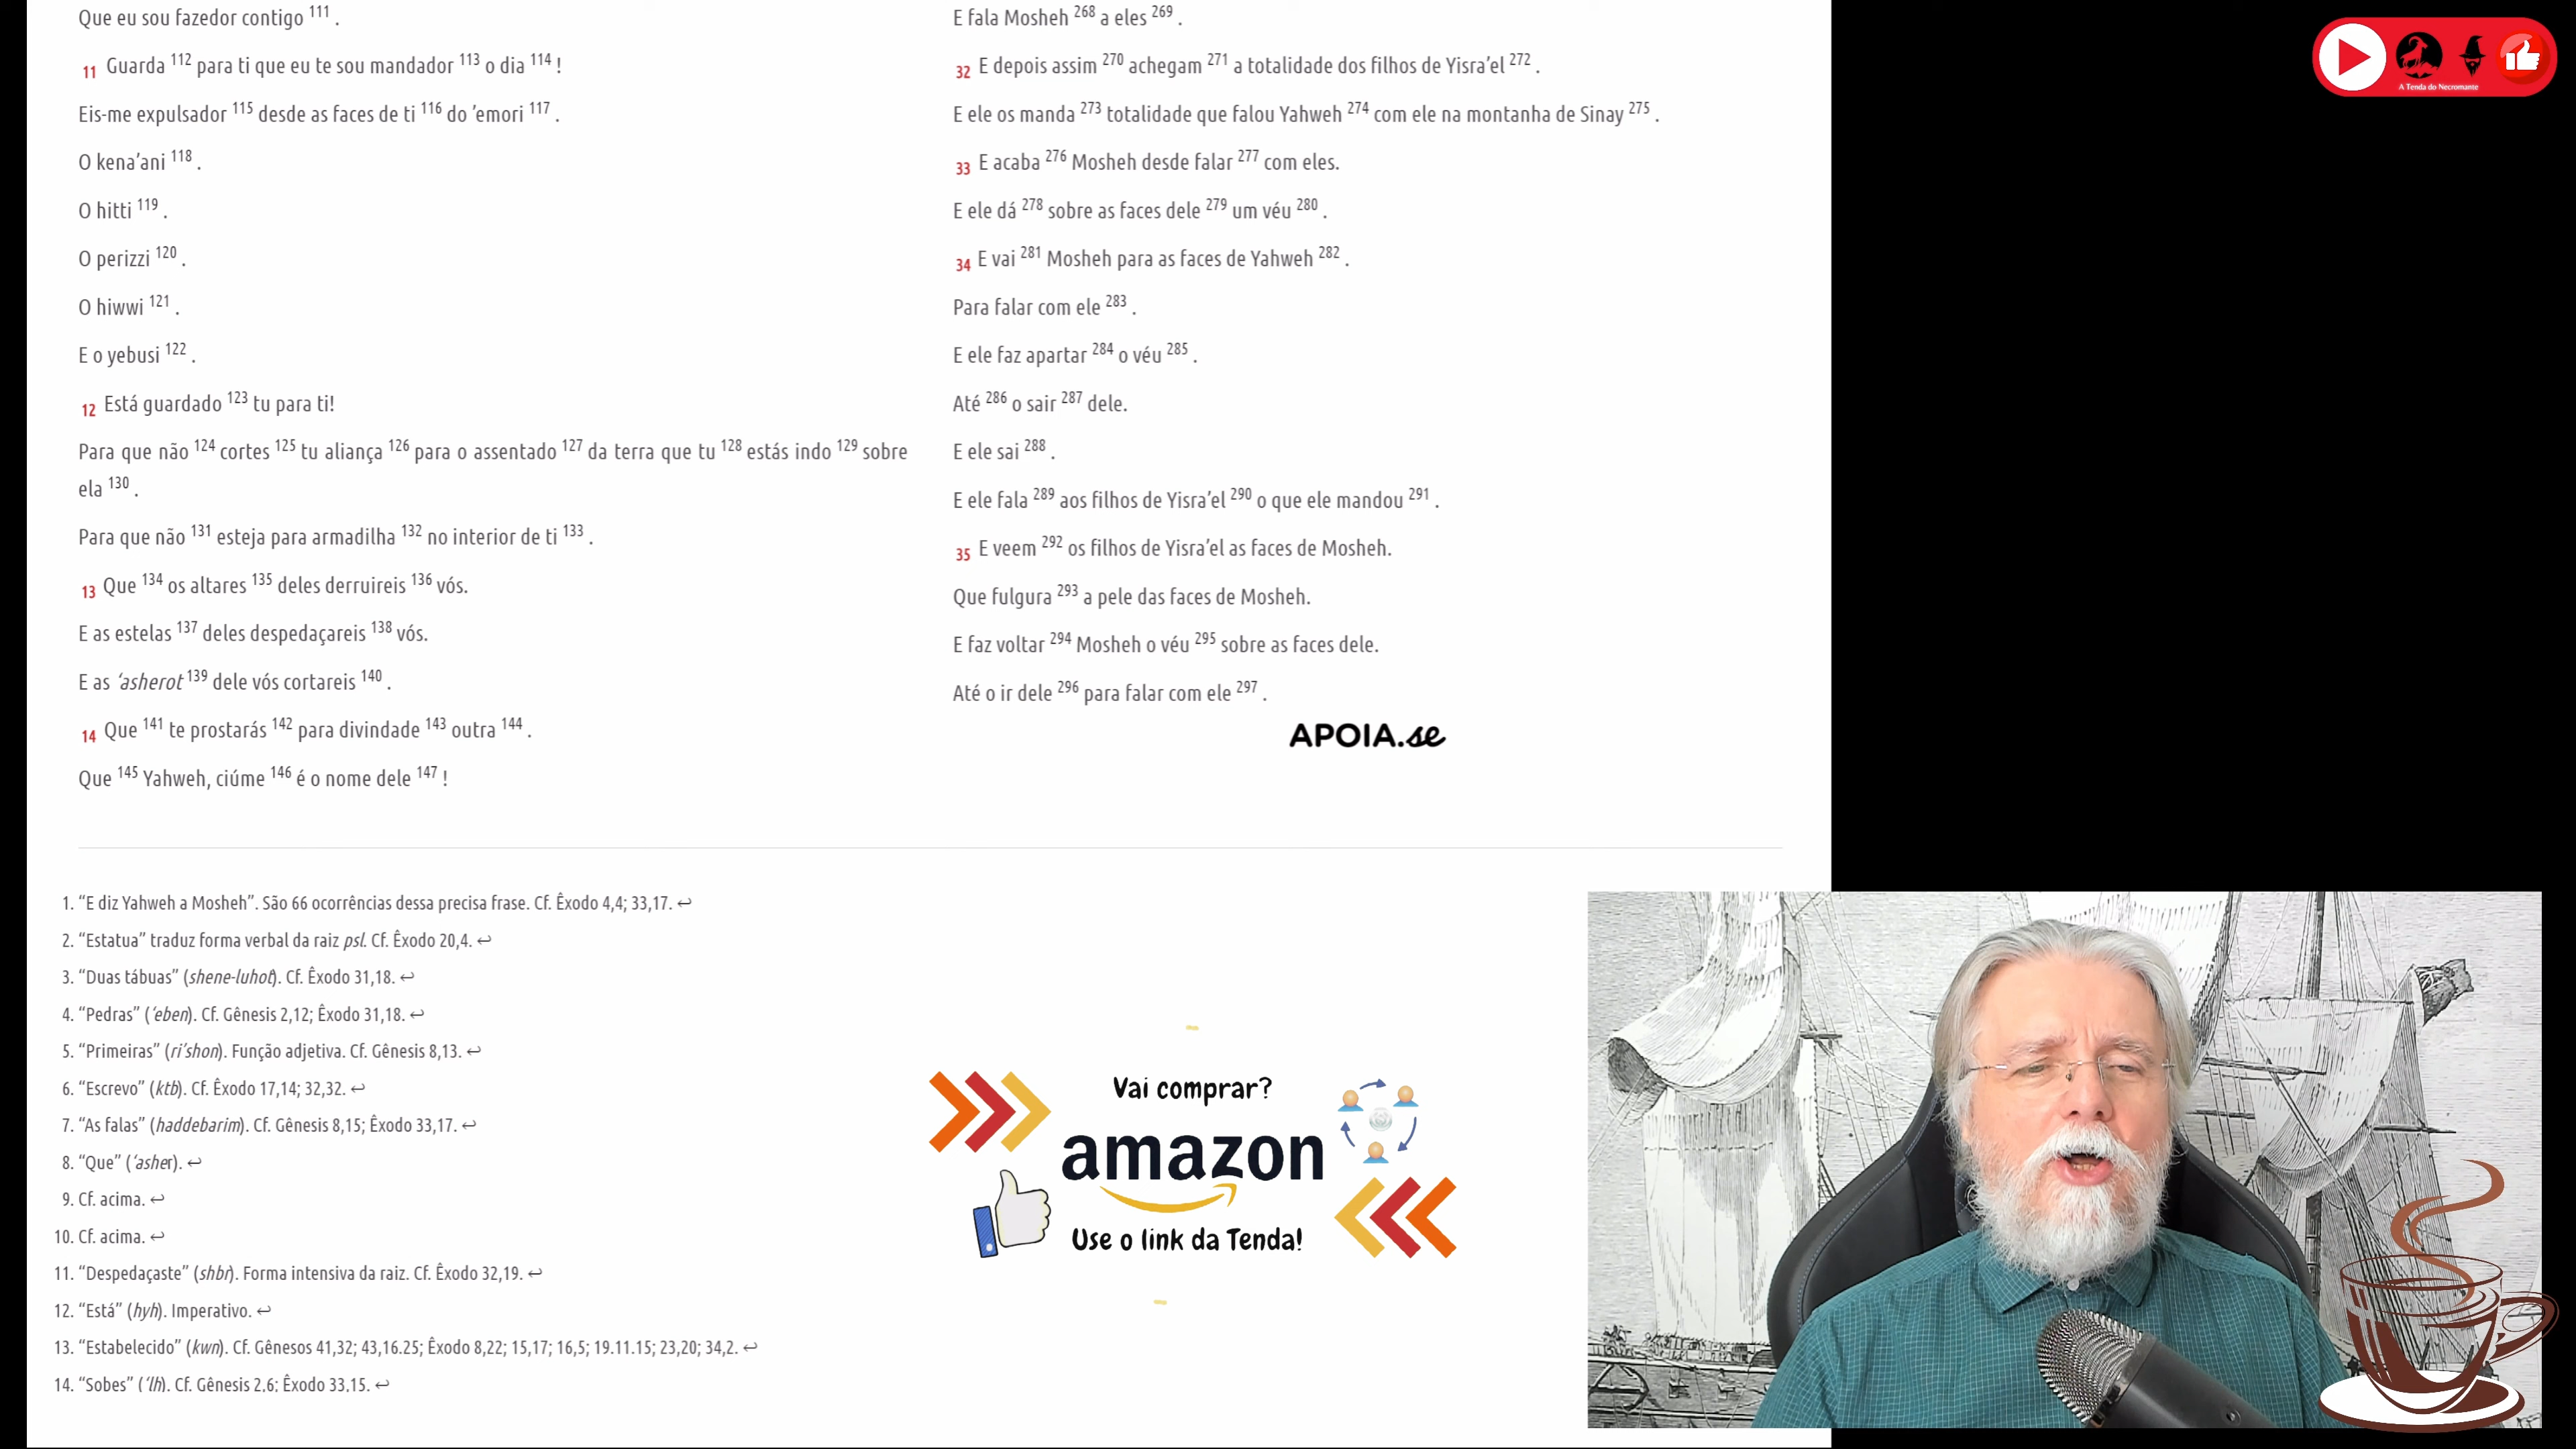 Que eu sou fazedor contigo 111 .
11 Guarda 112 para ti que eu te sou mandador 113 o dia 114 !
Eis-me expulsador 115 desde as faces de ti 116 do ’emori 117 .
O kena’ani 118 .
O hitti 119 .
O perizzi 120 .
O hiwwi 121 .
E o yebusi 122 .
12 Está guardado 123 tu para ti!
Para que não 124 cortes 125 tu aliança 126 para o assentado 127 da terra que tu 128 estás indo 129 sobre
ela 130 .
Para que não 131 esteja para armadilha 132 no interior de ti 133 .
13 Que 134 os altares 135 deles derruireis 136 vós.
E as estelas 137 deles despedaçareis 138 vós.
E as ‘asherot 139 dele vós cortareis 140 .
14 Que 141 te prostarás 142 para divindade 143 outra 144 .
Que 145 Yahweh, ciúme 146 é o nome dele 147 !
E fala Mosheh 268 a eles 269 .
32 E depois assim 270 achegam 271 a totalidade dos filhos de Yisra’el 272 .
E ele os manda 273 totalidade que falou Yahweh 274 com ele na montanha de Sinay 275 .
33 E acaba 276 Mosheh desde falar 277 com eles.
E ele dá 278 sobre as faces dele 279 um véu 280 .
34 E vai 281 Mosheh para as faces de Yahweh 282 .
Para falar com ele 283 .
E ele faz apartar 284 o véu 285 .
Até 286 o sair 287 dele.
E ele sai 288 .
E ele fala 289 aos filhos de Yisra’el 290 o que ele mandou 291 .
35 E veem 292 os filhos de Yisra’el as faces de Mosheh.
Que fulgura 293 a pele das faces de Mosheh.
E faz voltar 294 Mosheh o véu 295 sobre as faces dele.
Até o ir dele 296 para falar com ele 297 .
APOIA.se
1. “E diz Yahweh a Mosheh”. São 66 ocorrências dessa precisa frase. Cf. Êxodo 4,4; 33,17. ↩
2. “Estatua” traduz forma verbal da raiz psl. Cf. Êxodo 20,4. ↩
3. “Duas tábuas” (shene-luhot). Cf. Êxodo 31,18. ↩
4. “Pedras” (‘eben). Cf. Gênesis 2,12; Êxodo 31,18. ↩
5. “Primeiras” (ri’shon). Função adjetiva. Cf. Gênesis 8,13. ↩
6. “Escrevo” (ktb). Cf. Êxodo 17,14; 32,32. ↩
7. “As falas” (haddebarim). Cf. Gênesis 8,15; Êxodo 33,17. ↩
8. “Que” (‘asher). ↩
9. Cf. acima. ↩
10. Cf. acima. ↩
11. “Despedaçaste” (shbr). Forma intensiva da raiz. Cf. Êxodo 32,19. ↩
12. “Está” (hyh). Imperativo. ↩
13. “Estabelecido” (kwn). Cf. Gênesos 41,32; 43,16.25; Êxodo 8,22; 15,17; 16,5; 19.11.15; 23,20; 34,2. ↩
14. “Sobes” (‘lh). Cf. Gênesis 2,6; Êxodo 33,15. ↩
Vai comprar?
amazon
Use o link da Tenda!
A Tenda do Necromante